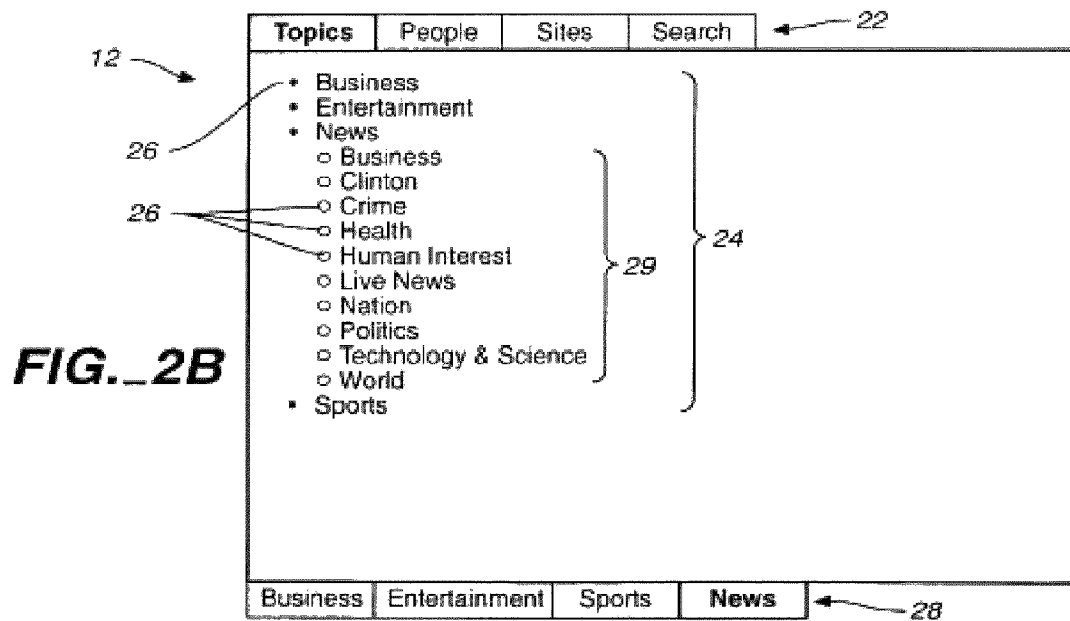 Topics People Sites Search 22
12
• Business
• Entertainment
26 • News
○ Business
○ Clinton
26 ○ Crime
○ Health
○ Human Interest 29 24
○ Live News
○ Nation
○ Politics
FIG._2B ○ Technology & Science
○ World
• Sports
Business Entertainment Sports News 28